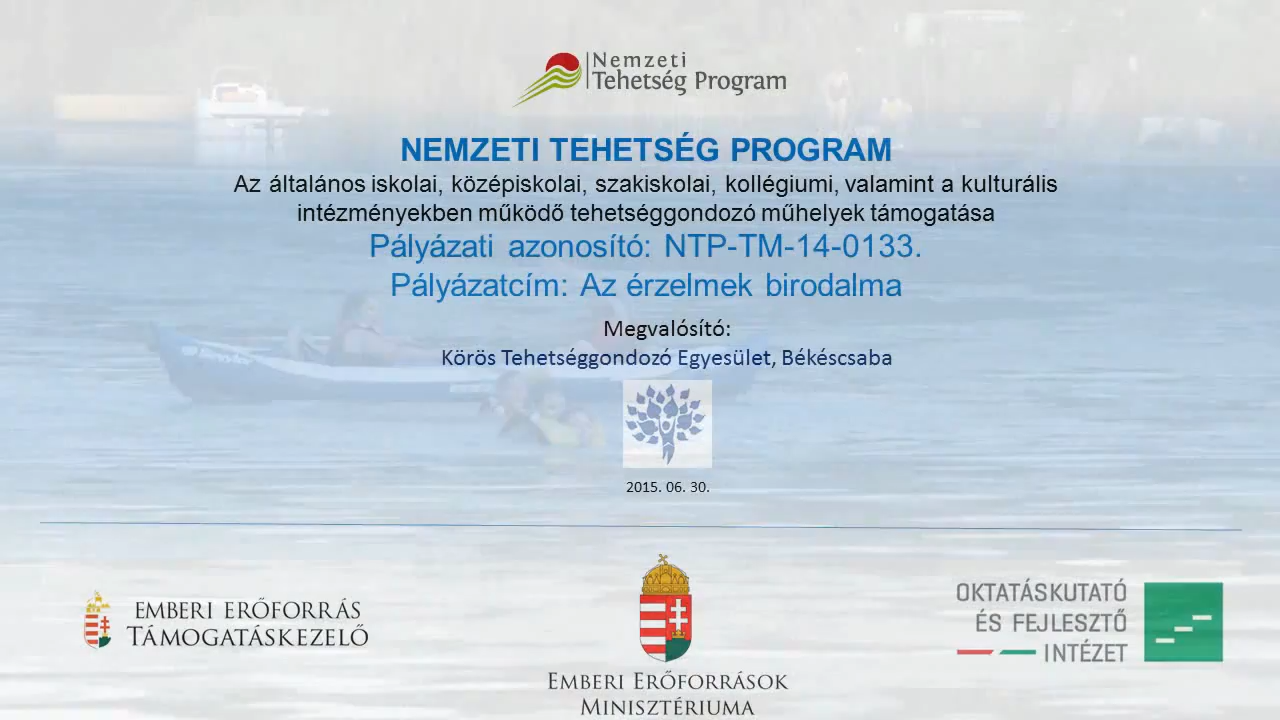 Nemzeti
Tehetség Program
NEMZETI TEHETSÉG PROGRAM
Az általános iskolai, középiskolai, szakiskolai, kollégiumi, valamint a kulturális
intézményekben működő tehetséggondozó műhelyek támogatása
Pályázati azonosító: NTP-TM-14-0133.
Pályázatcím: Az érzelmek birodalma
Megvalósító:
Körös Tehetséggondozó Egyesület, Békéscsaba
2015. 06. 30.
EMBERI ERŐFORRÁS
TÁMOGATÁSKEZELŐ
EMBERI ERŐFORRÁSOK
MINISZTÉRIUMA
OKTATÁSKUTATÓ
ÉS FEJLESZTŐ
INTÉZET